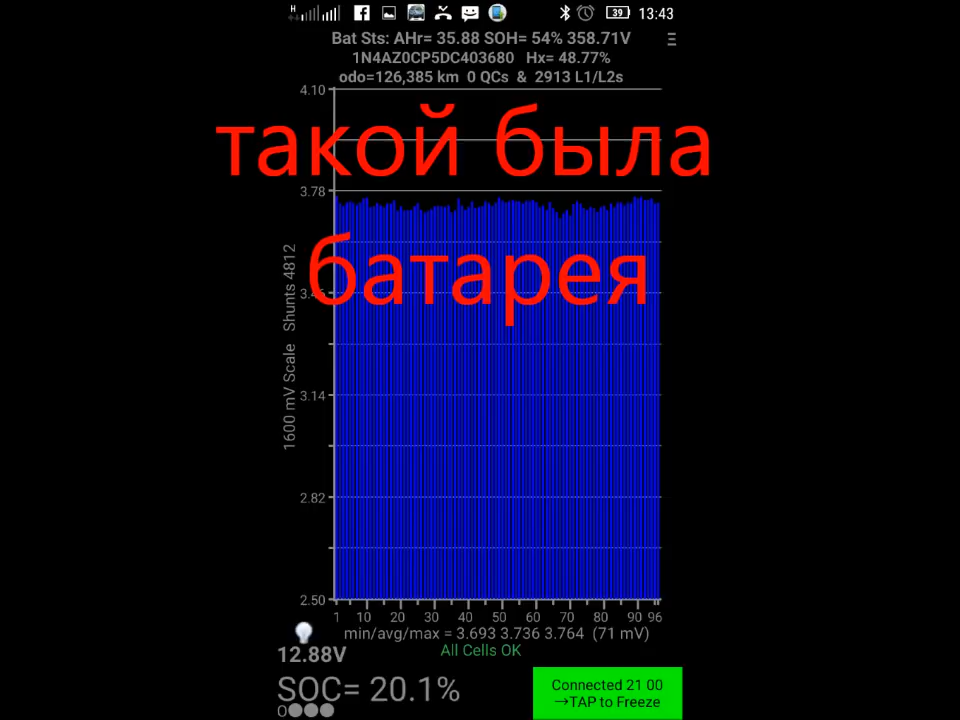 H 39 13:43
Bat Sts: AHr= 35.88 SOH= 54% 358.71V
1N4AZ0CP5DC403680 Hx= 48.77%
odo=126,385 km 0 QCs & 2913 L1/L2s
4.10
такой была
3.78
батарея
3.14
2.82
2.50
1600 mV Scale Shunts 4812
1 10 20 30 40 50 60 70 80 90 96
min/avg/max = 3.693 3.736 3.764 (71 mV)
12.88V
All Cells OK
SOC= 20.1%
Connected 21 00
→TAP to Freeze